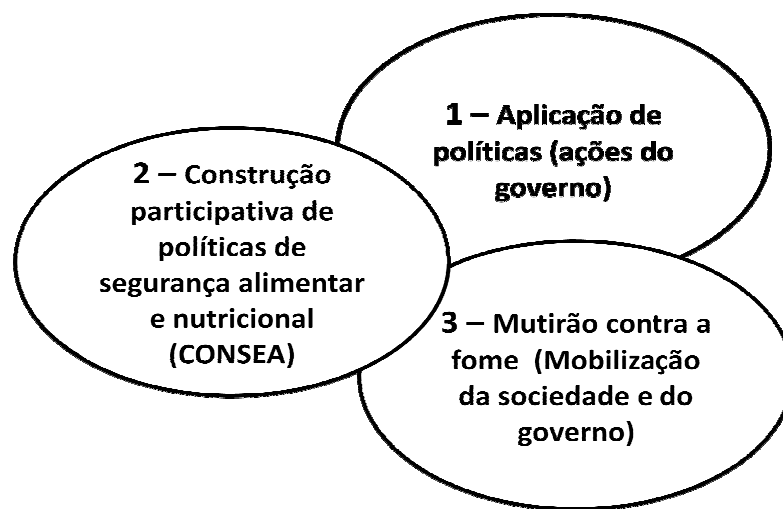 1 – Aplicação de
políticas (ações do
governo)
2 – Construção
participativa de
políticas de
segurança alimentar
e nutricional
(CONSEA)
3 – Mutirão contra a
fome (Mobilização
da sociedade e do
governo)